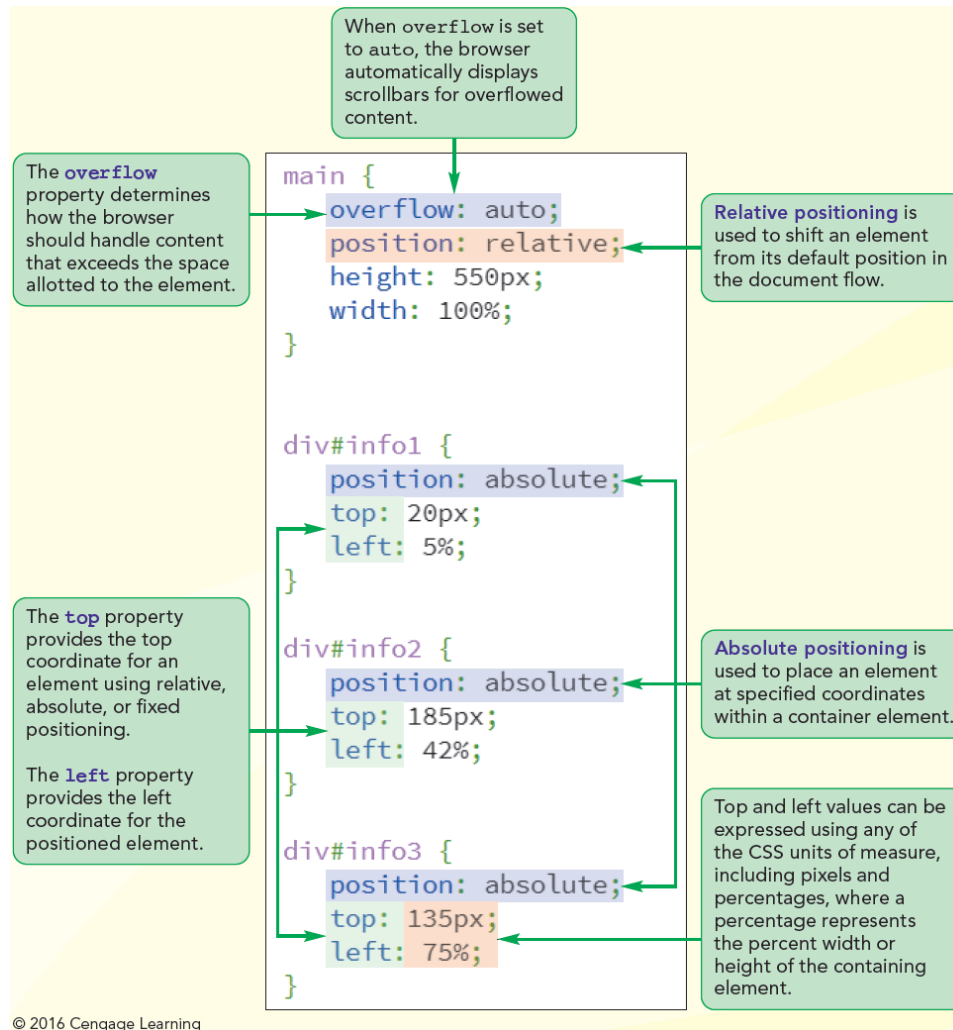 When overflow is set
to auto, the browser
automatically displays
scrollbars for overflowed
content.
The overflow
property determines
how the browser
should handle content
that exceeds the space
allotted to the element.
main {
overflow: auto;
position: relative;
height: 550px;
width: 100%;
}
Relative positioning is
used to shift an element
from its default position in
the document flow.
div#info1 {
position: absolute;
top: 20px;
left: 5%;
}
The top property
provides the top
coordinate for an
element using relative,
absolute, or fixed
positioning.
The left property
provides the left
coordinate for the
positioned element.
div#info2 {
position: absolute;
top: 185px;
left: 42%;
}
Absolute positioning is
used to place an element
at specified coordinates
within a container element.
div#info3 {
position: absolute;
top: 135px;
left: 75%;
}
Top and left values can be
expressed using any of
the CSS units of measure,
including pixels and
percentages, where a
percentage represents
the percent width or
height of the containing
element.
© 2016 Cengage Learning